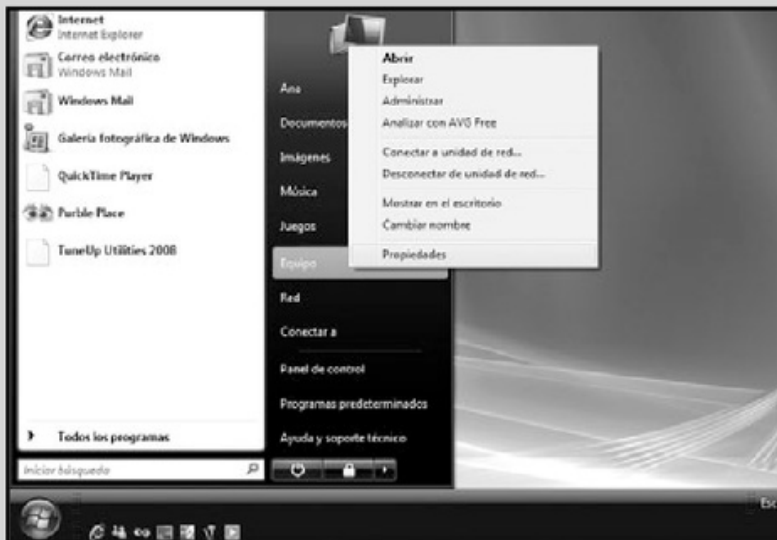 Internet
Internet Explorer
Correo electrónico
Windows Mail
Windows Mail
Galería fotográfica de Windows
QuickTime Player
Purble Place
TuneUp Utilities 2008
Todos los programas
Iniciar búsqueda
Ana
Documentos
Imágenes
Música
Juegos
Equipo
Red
Conectar a
Panel de control
Programas predeterminados
Ayuda y soporte técnico
Abrir
Explorar
Administrar
Analizar con AVG Free
Conectar a unidad de red...
Desconectar de unidad de red...
Mostrar en el escritorio
Cambiar nombre
Propiedades
Esc